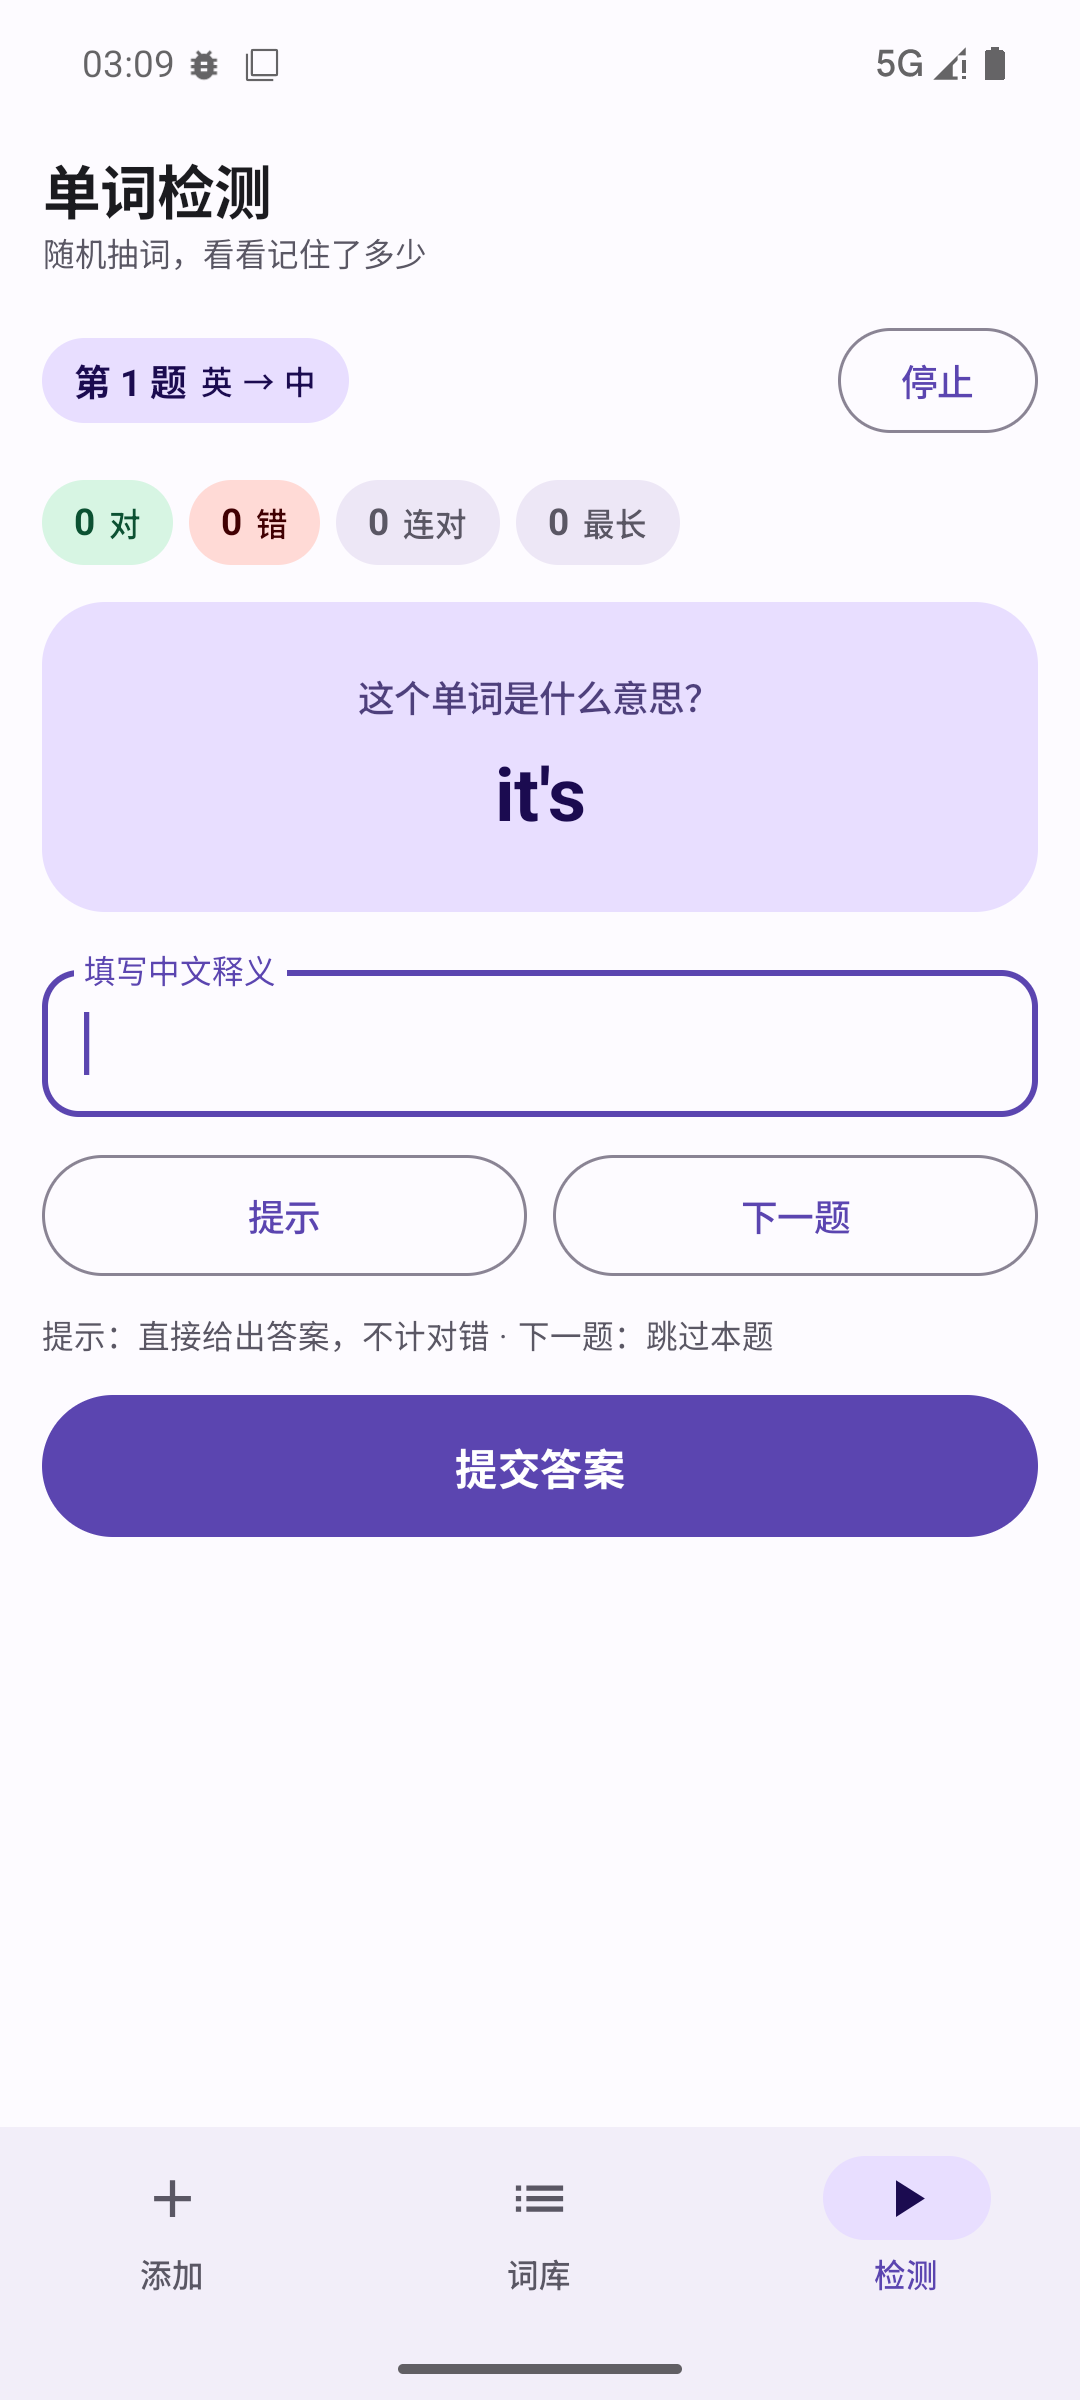 03:09 5G
单词检测
随机抽词，看看记住了多少
第 1 题 英 → 中
停止
0 对 0 错 0 连对 0 最长
这个单词是什么意思？
it's
填写中文释义
提示 下一题
提示：直接给出答案，不计对错 · 下一题：跳过本题
提交答案
添加 词库 检测